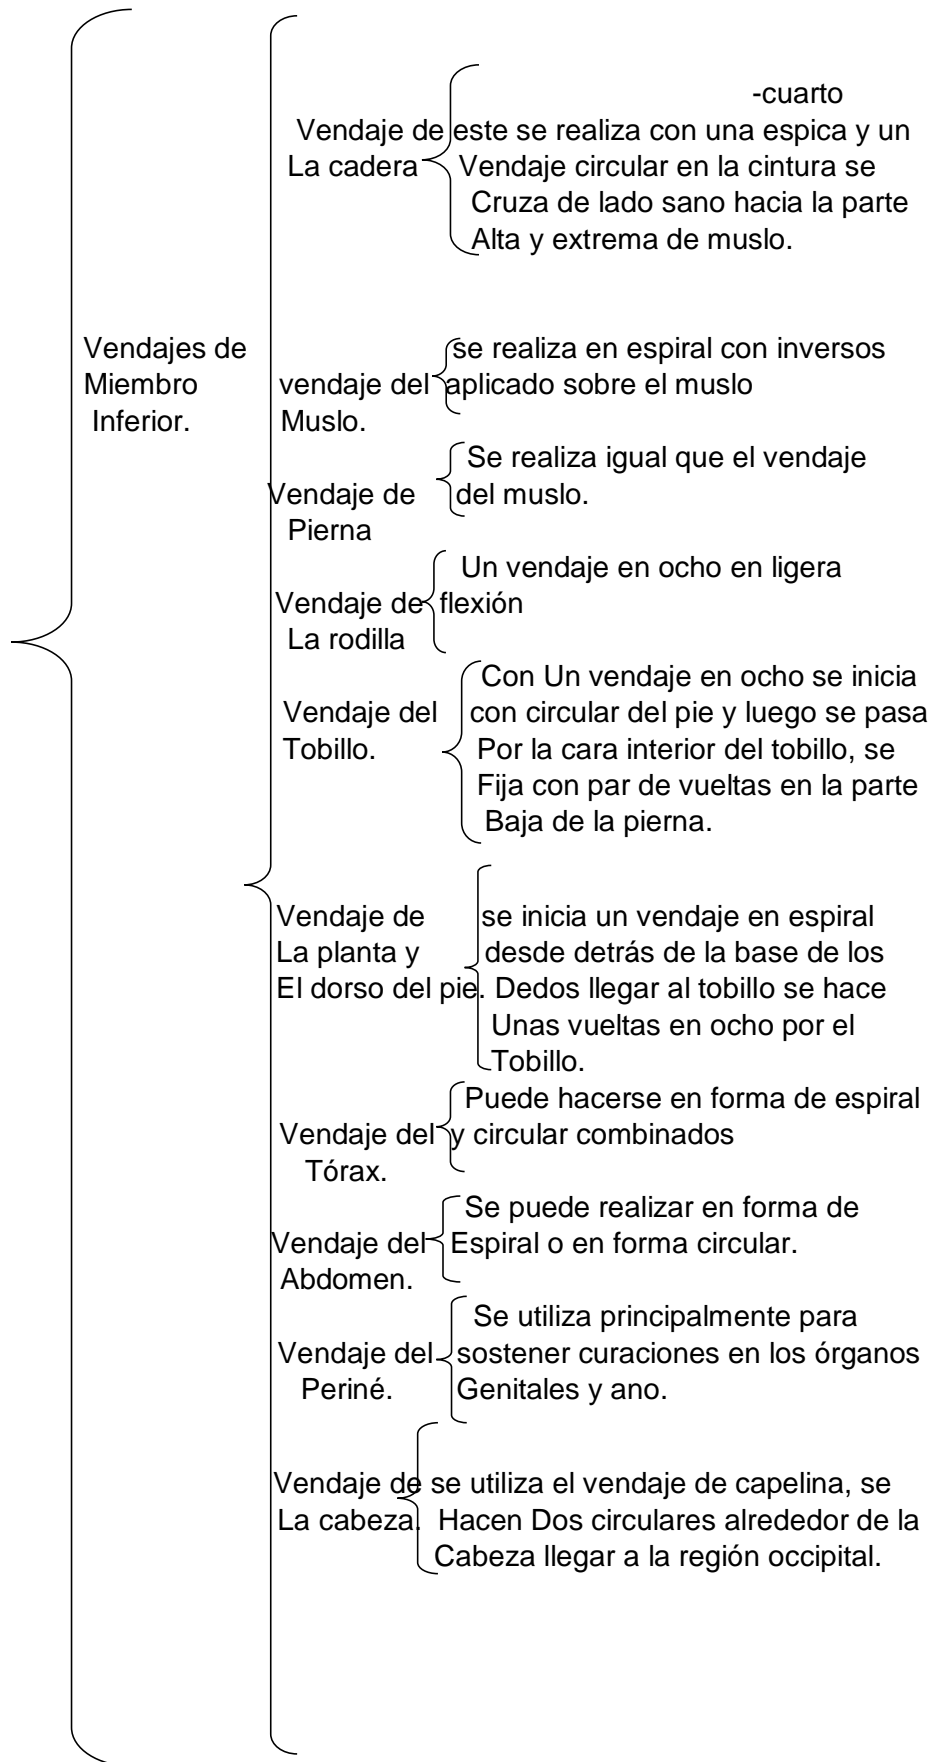 -cuarto
Vendaje de este se realiza con una espica y un
La cadera Vendaje circular en la cintura se
Cruza de lado sano hacia la parte
Alta y extrema de muslo.
Vendajes de se realiza en espiral con inversos
Miembro vendaje del aplicado sobre el muslo
Inferior. Muslo.
Se realiza igual que el vendaje
Vendaje de del muslo.
Pierna
Un vendaje en ocho en ligera
Vendaje de flexión
La rodilla
Con Un vendaje en ocho se inicia
Vendaje del con circular del pie y luego se pasa
Tobillo. Por la cara interior del tobillo, se
Fija con par de vueltas en la parte
Baja de la pierna.
Vendaje de se inicia un vendaje en espiral
La planta y desde detrás de la base de los
El dorso del pie. Dedos llegar al tobillo se hace
Unas vueltas en ocho por el
Tobillo.
Puede hacerse en forma de espiral
Vendaje del y circular combinados
Tórax.
Se puede realizar en forma de
Vendaje del Espiral o en forma circular.
Abdomen.
Se utiliza principalmente para
Vendaje del sostener curaciones en los órganos
Periné. Genitales y ano.
Vendaje de se utiliza el vendaje de capelina, se
La cabeza. Hacen Dos circulares alrededor de la
Cabeza llegar a la región occipital.